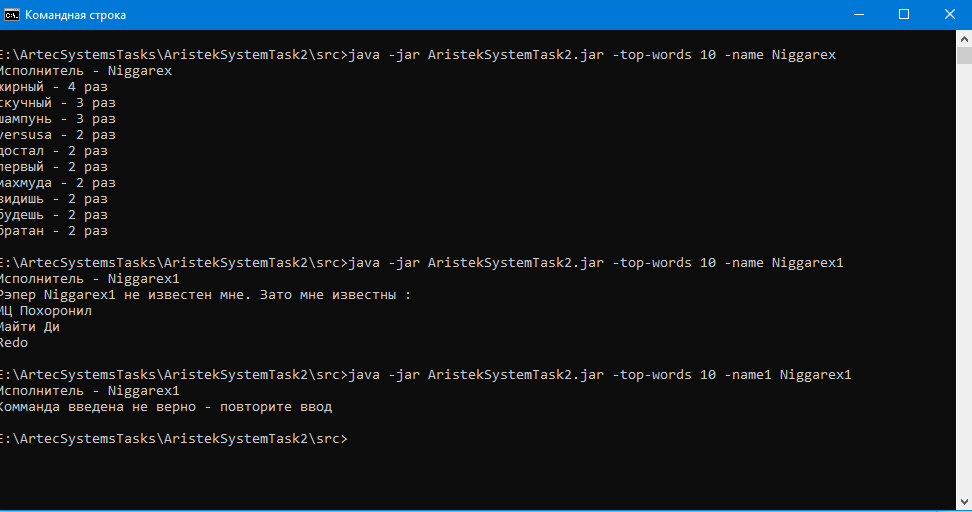 Командная строка
E:\ArtecSystemsTasks\AristekSystemTask2\src>java -jar AristekSystemTask2.jar -top-words 10 -name Niggarex
Исполнитель - Niggarex
жирный - 4 раз
скучный - 3 раз
шампунь - 3 раз
versusa - 2 раз
достал - 2 раз
первый - 2 раз
махмуда - 2 раз
видишь - 2 раз
будешь - 2 раз
братан - 2 раз
E:\ArtecSystemsTasks\AristekSystemTask2\src>java -jar AristekSystemTask2.jar -top-words 10 -name Niggarex1
Исполнитель - Niggarex1
Рэпер Niggarex1 не известен мне. Зато мне известны :
МЦ Похоронил
Майти Ди
Redo
E:\ArtecSystemsTasks\AristekSystemTask2\src>java -jar AristekSystemTask2.jar -top-words 10 -name1 Niggarex1
Исполнитель - Niggarex1
Комманда введена не верно - повторите ввод
E:\ArtecSystemsTasks\AristekSystemTask2\src>